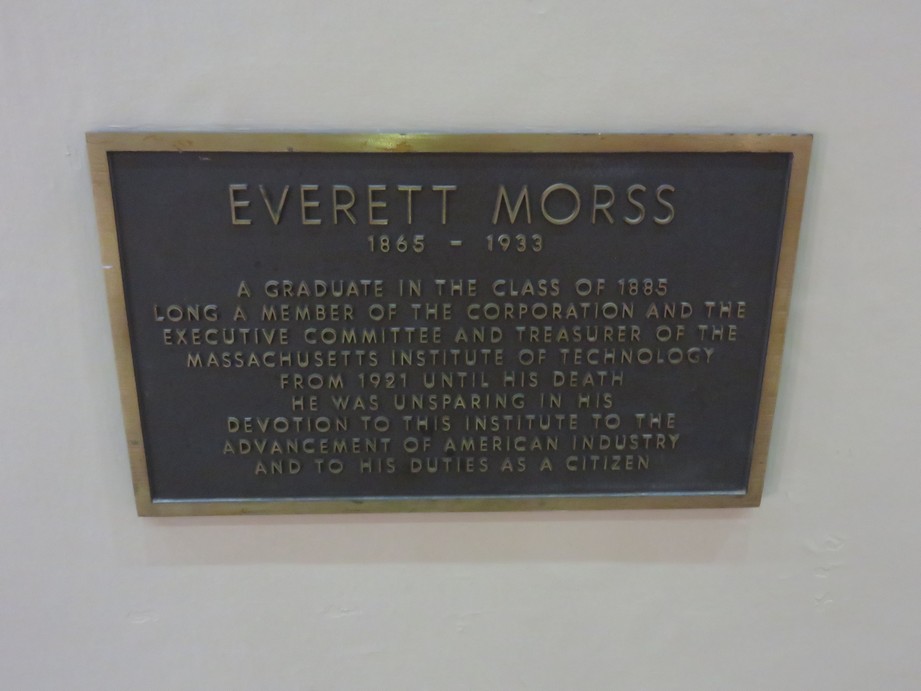 EVERETT MORSS
1865 – 1933
A GRADUATE IN THE CLASS OF 1885
LONG A MEMBER OF THE CORPORATION AND THE
EXECUTIVE COMMITTEE AND TREASURER OF THE
MASSACHUSETTS INSTITUTE OF TECHNOLOGY
FROM 1921 UNTIL HIS DEATH
HE WAS UNSPARING IN HIS
DEVOTION TO THIS INSTITUTE TO THE
ADVANCEMENT OF AMERICAN INDUSTRY
AND TO HIS DUTIES AS A CITIZEN